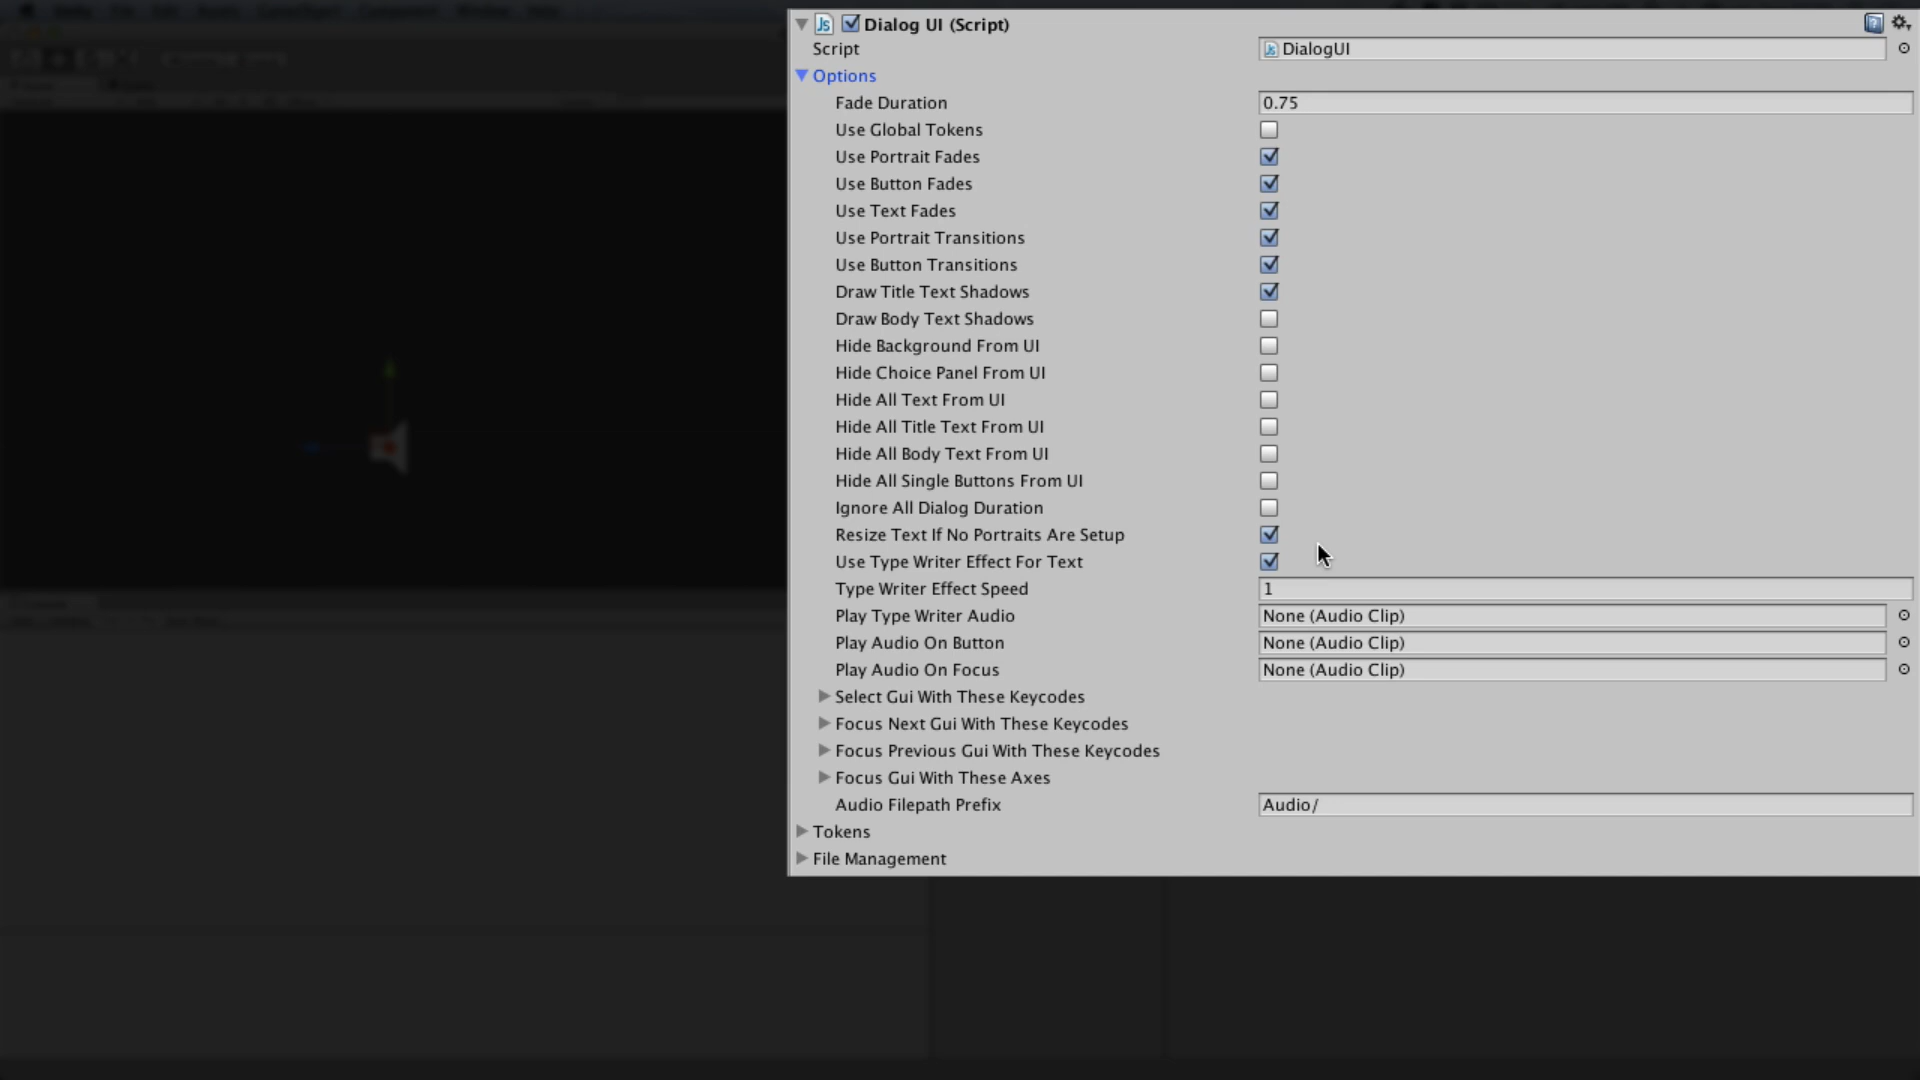 Dialog UI (Script)
Script DialogUI
Options
Fade Duration 0.75
Use Global Tokens
Use Portrait Fades
Use Button Fades
Use Text Fades
Use Portrait Transitions
Use Button Transitions
Draw Title Text Shadows
Draw Body Text Shadows
Hide Background From UI
Hide Choice Panel From UI
Hide All Text From UI
Hide All Title Text From UI
Hide All Body Text From UI
Hide All Single Buttons From UI
Ignore All Dialog Duration
Resize Text If No Portraits Are Setup
Use Type Writer Effect For Text
Type Writer Effect Speed 1
Play Type Writer Audio None (Audio Clip)
Play Audio On Button None (Audio Clip)
Play Audio On Focus None (Audio Clip)
Select Gui With These Keycodes
Focus Next Gui With These Keycodes
Focus Previous Gui With These Keycodes
Focus Gui With These Axes
Audio Filepath Prefix Audio/
Tokens
File Management